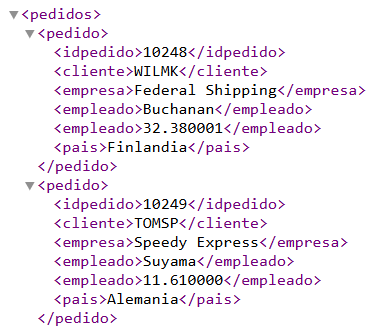 ▼<pedidos>
▼<pedido>
<idpedido>10248</idpedido>
<cliente>WILMK</cliente>
<empresa>Federal Shipping</empresa>
<empleado>Buchanan</empleado>
<empleado>32.380001</empleado>
<pais>Finlandia</pais>
</pedido>
▼<pedido>
<idpedido>10249</idpedido>
<cliente>TOMSP</cliente>
<empresa>Speedy Express</empresa>
<empleado>Suyama</empleado>
<empleado>11.610000</empleado>
<pais>Alemania</pais>
</pedido>